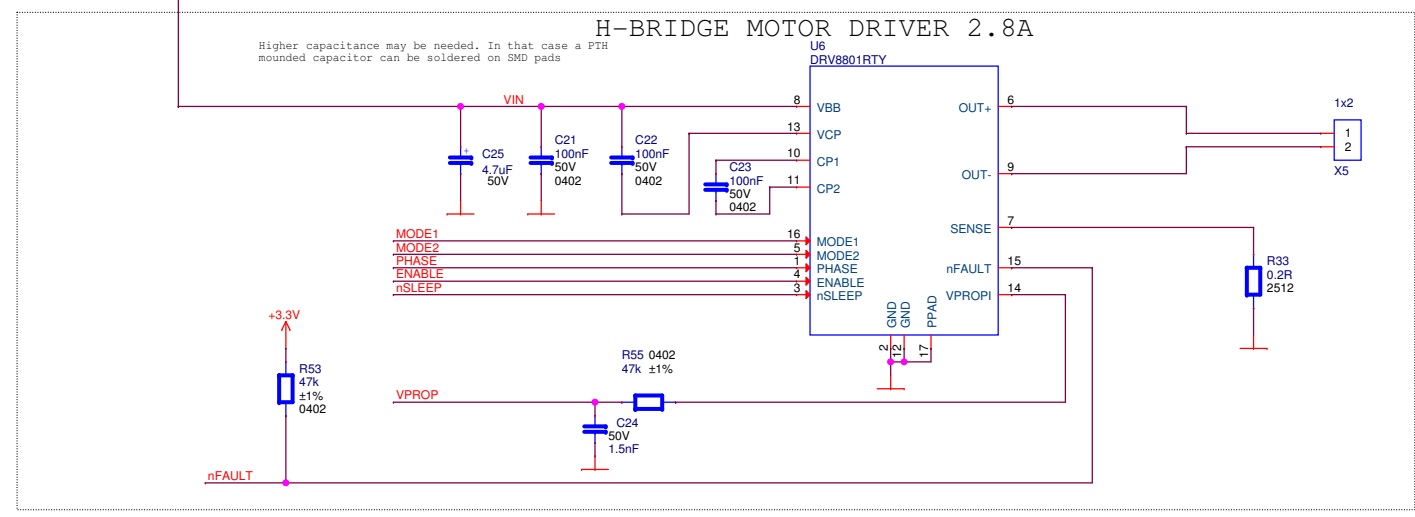 H-BRIDGE MOTOR DRIVER 2.8A
Higher capacitance may be needed. In that case a PTH
mounded capacitor can be soldered on SMD pads
U6
DRV8801RTY
VIN
8
VBB
13
VCP
10
CP1
11
CP2
16
MODE1
5
MODE2
1
PHASE
4
ENABLE
3
nSLEEP
OUT+
6
OUT-
9
SENSE
7
nFAULT
15
VPROPI
14
GND
GND
PPAD
2
12
17
1x2
1
2
X5
+
C25
4.7uF
50V
C21
100nF
50V
0402
C22
100nF
50V
0402
C23
100nF
50V
0402
MODE1
MODE2
PHASE
ENABLE
nSLEEP
R33
0.2R
2512
+3.3V
R53
47k
±1%
0402
R55 0402
47k ±1%
VPROP
C24
50V
1.5nF
nFAULT